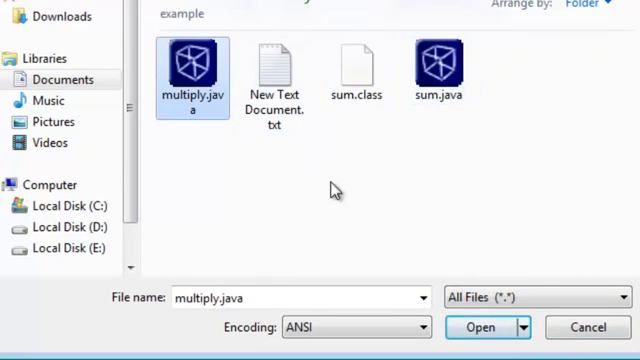 Downloads
Arrange by:
Folder
example
Libraries
Documents
Music
Pictures
Videos
Computer
Local Disk (C:)
Local Disk (D:)
Local Disk (E:)
multiply.jav
a
New Text
Document.
txt
sum.class
sum.java
File name:
multiply.java
All Files (*.*)
Encoding:
ANSI
Open
Cancel